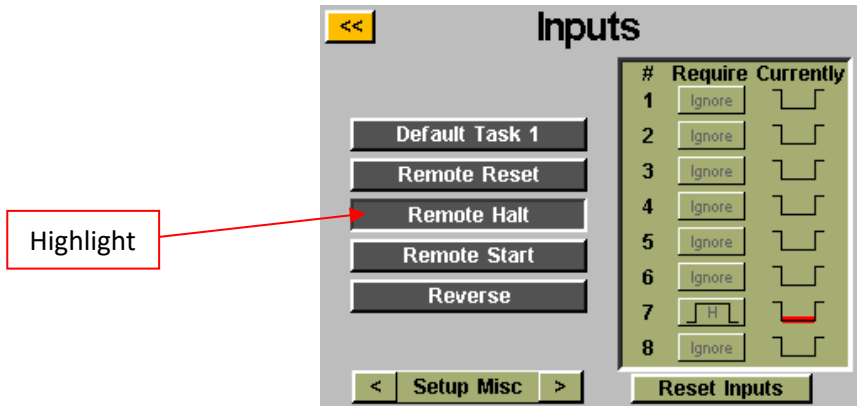 << Inputs
# Require Currently
1 Ignore
Default Task 1 2 Ignore
Remote Reset 3 Ignore
Remote Halt 4 Ignore
Highlight
Remote Start 5 Ignore
6 Ignore
Reverse
7 H
8 Ignore
< Setup Misc > Reset Inputs